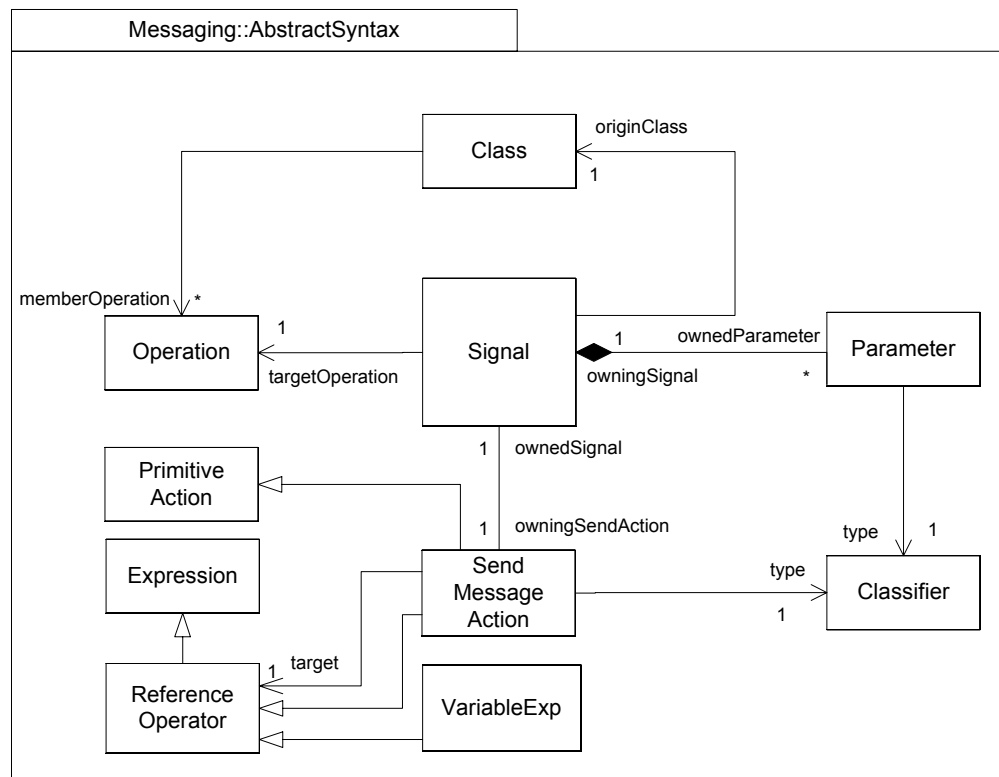 Messaging::AbstractSyntax
originClass
Class
1
memberOperation
*
1
Operation
targetOperation
Signal
1
ownedParameter
owningSignal
*
Parameter
1
ownedSignal
Primitive
Action
1
owningSendAction
type
1
Expression
Send
Message
Action
type
1
Classifier
1
target
Reference
Operator
VariableExp